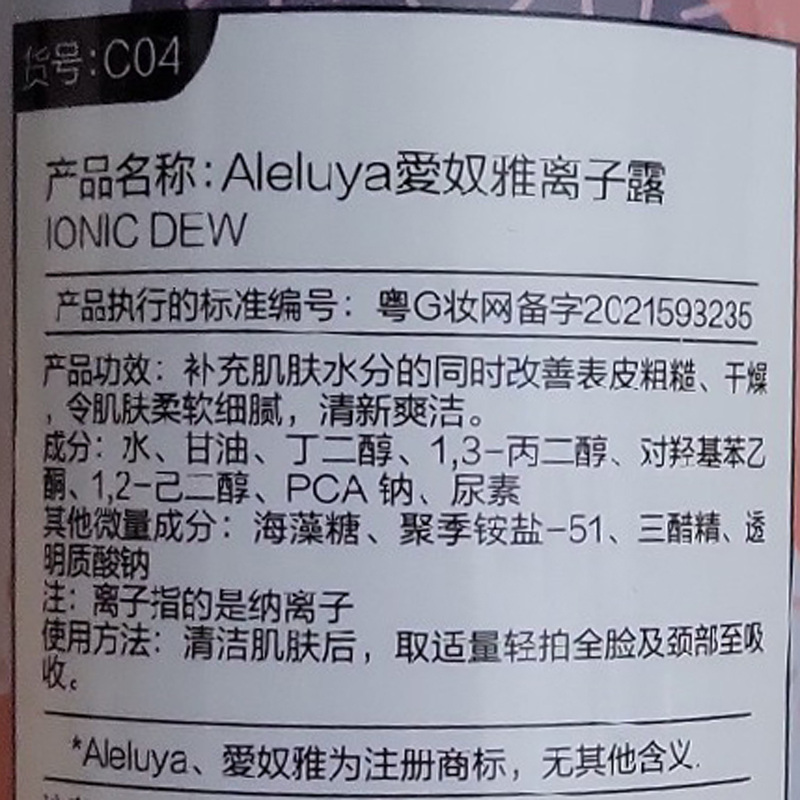 货号:C04
产品名称:Aleluya愛奴雅离子露
IONIC DEW
产品执行的标准编号：粤G妆网备字2021593235
产品功效：补充肌肤水分的同时改善表皮粗糙、干燥
，令肌肤柔软细腻，清新爽洁。
成分：水、甘油、丁二醇、1,3-丙二醇、对羟基苯乙
酮、1,2-己二醇、PCA 钠、尿素
其他微量成分：海藻糖、聚季铵盐-51、三醋精、透
明质酸钠
注：离子指的是纳离子
使用方法：清洁肌肤后，取适量轻拍全脸及颈部至吸
收。
*Aleluya、愛奴雅为注册商标，无其他含义.